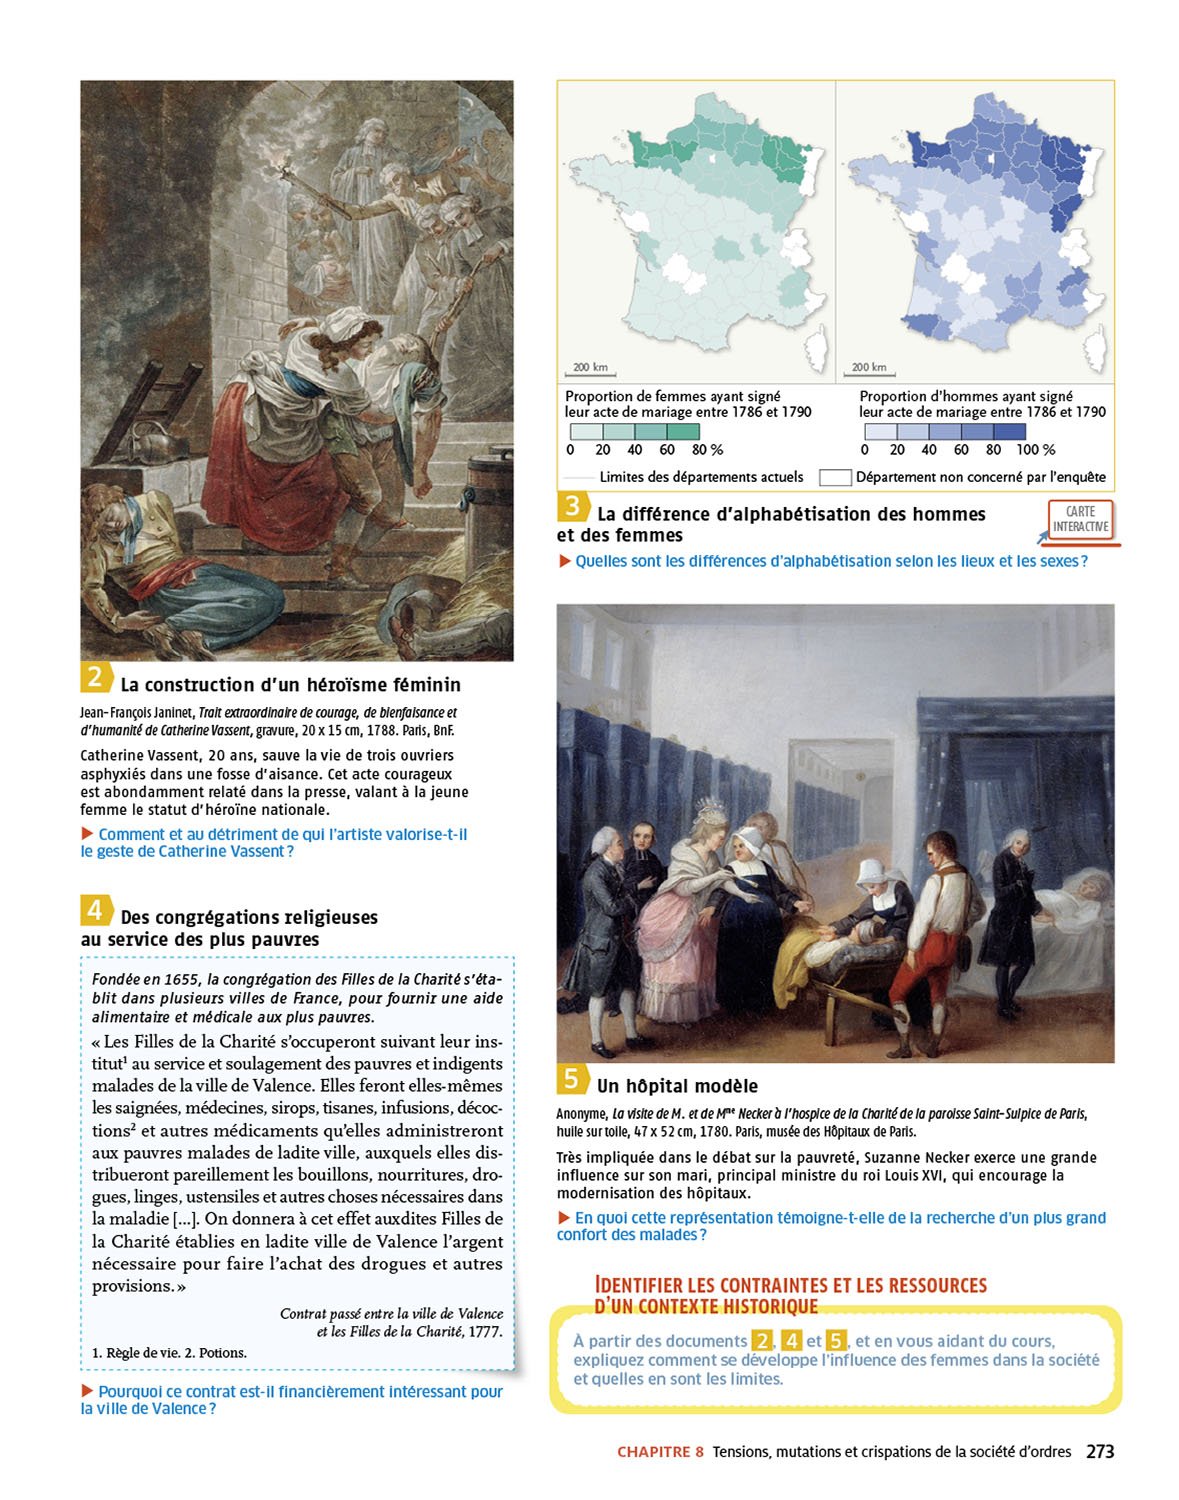 2 La construction d'un héroïsme féminin
Jean-François Janinet, Trait extraordinaire de courage, de bienfaisance et
d'humanité de Catherine Vassent, gravure, 20 x 15 cm, 1788. Paris, BnF.
Catherine Vassent, 20 ans, sauve la vie de trois ouvriers
asphyxiés dans une fosse d'aisance. Cet acte courageux
est abondamment relaté dans la presse, valant à la jeune
femme le statut d'héroïne nationale.
▶ Comment et au détriment de qui l'artiste valorise-t-il
le geste de Catherine Vassent ?
200 km
200 km
Proportion de femmes ayant signé
leur acte de mariage entre 1786 et 1790
0 20 40 60 80 %
Proportion d'hommes ayant signé
leur acte de mariage entre 1786 et 1790
0 20 40 60 80 100 %
Limites des départements actuels
Département non concerné par l'enquête
3 La différence d'alphabétisation des hommes
et des femmes
CARTE
INTERACTIVE
▶ Quelles sont les différences d'alphabétisation selon les lieux et les sexes ?
4 Des congrégations religieuses
au service des plus pauvres
Fondée en 1655, la congrégation des Filles de la Charité s'éta-
blit dans plusieurs villes de France, pour fournir une aide
alimentaire et médicale aux plus pauvres.
« Les Filles de la Charité s'occuperont suivant leur ins-
titut¹ au service et soulagement des pauvres et indigents
malades de la ville de Valence. Elles feront elles-mêmes
les saignées, médecines, sirops, tisanes, infusions, décoc-
tions² et autres médicaments qu'elles administreront
aux pauvres malades de ladite ville, auxquels elles dis-
tribueront pareillement les bouillons, nourritures, dro-
gues, linges, ustensiles et autres choses nécessaires dans
la maladie [...]. On donnera à cet effet auxdites Filles de
la Charité établies en ladite ville de Valence l'argent
nécessaire pour faire l'achat des drogues et autres
provisions. »
Contrat passé entre la ville de Valence
et les Filles de la Charité, 1777.
1. Règle de vie. 2. Potions.
▶ Pourquoi ce contrat est-il financièrement intéressant pour
la ville de Valence ?
5 Un hôpital modèle
Anonyme, La visite de M. et de Mme Necker à l'hospice de la Charité de la paroisse Saint-Sulpice de Paris,
huile sur toile, 47 x 52 cm, 1780. Paris, musée des Hôpitaux de Paris.
Très impliquée dans le débat sur la pauvreté, Suzanne Necker exerce une grande
influence sur son mari, principal ministre du roi Louis XVI, qui encourage la
modernisation des hôpitaux.
▶ En quoi cette représentation témoigne-t-elle de la recherche d'un plus grand
confort des malades ?
IDENTIFIER LES CONTRAINTES ET LES RESSOURCES
D'UN CONTEXTE HISTORIQUE
À partir des documents 2, 4 et 5, et en vous aidant du cours,
expliquez comment se développe l'influence des femmes dans la société
et quelles en sont les limites.
CHAPITRE 8 Tensions, mutations et crispations de la société d'ordres 273